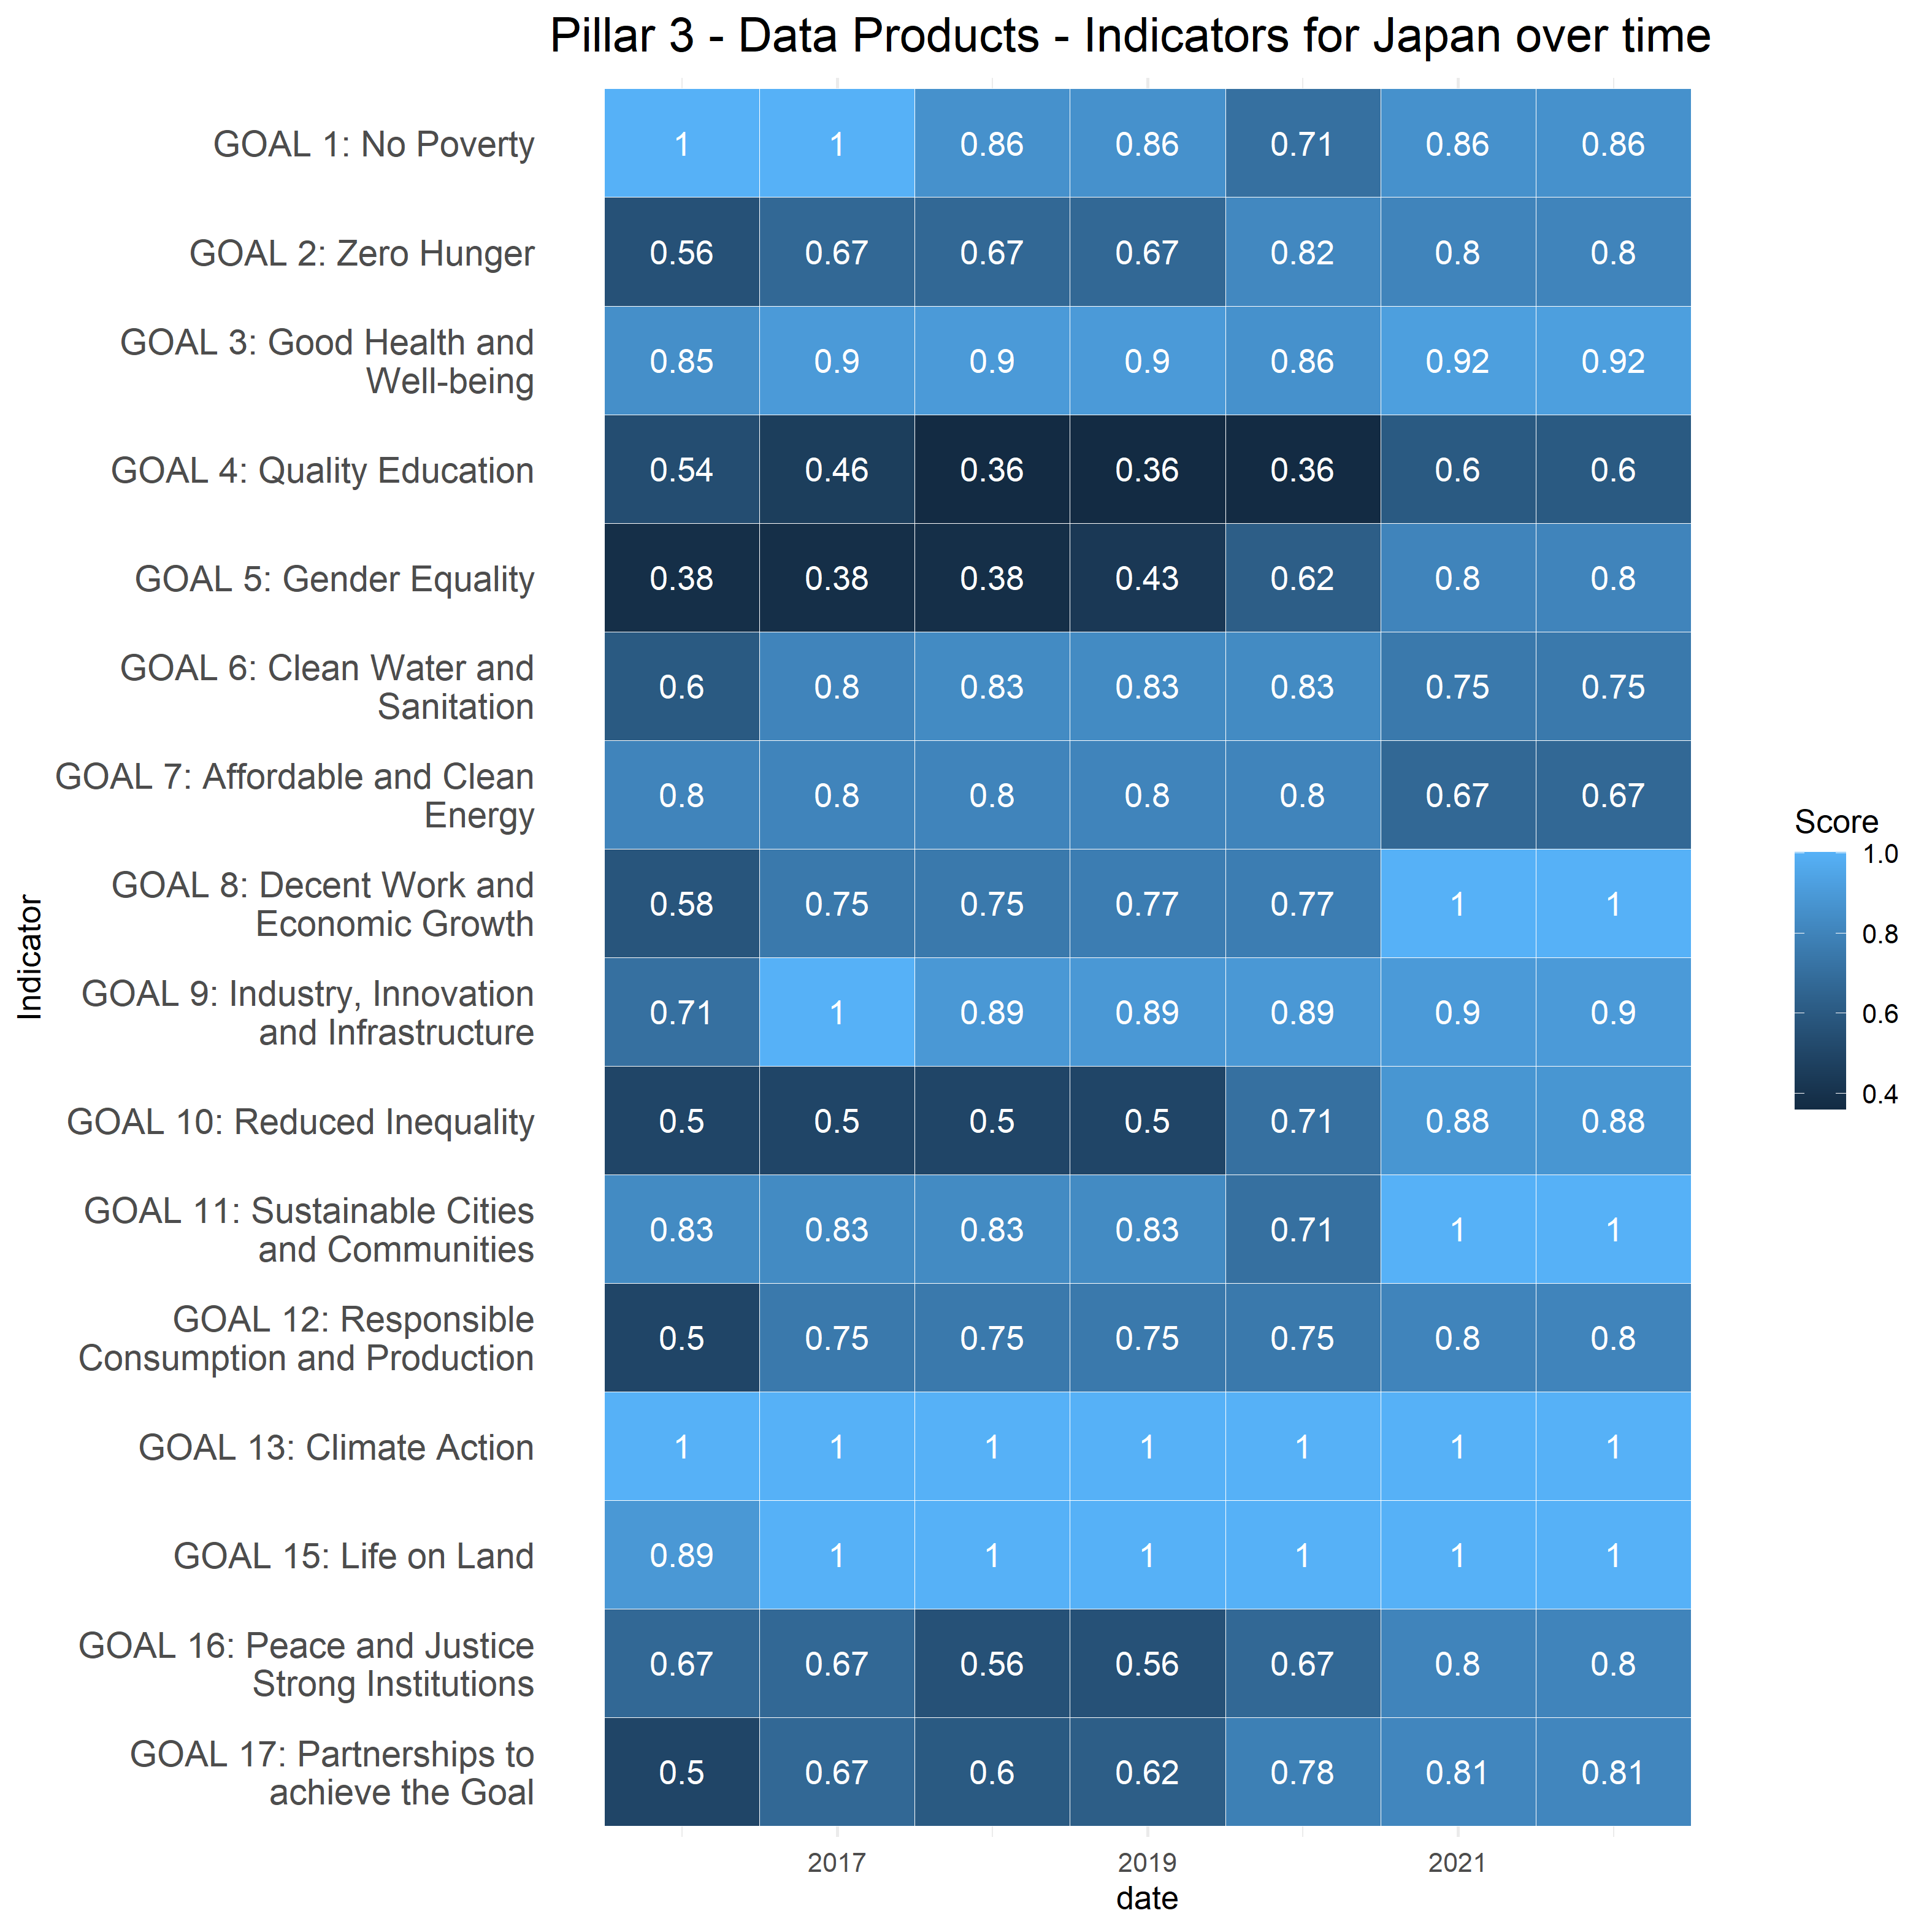 Pillar 3 - Data Products - Indicators for Japan over time
GOAL 1: No Poverty
1 1 0.86 0.86 0.71 0.86 0.86
GOAL 2: Zero Hunger
0.56 0.67 0.67 0.67 0.82 0.8 0.8
GOAL 3: Good Health and
Well-being
0.85 0.9 0.9 0.9 0.86 0.92 0.92
GOAL 4: Quality Education
0.54 0.46 0.36 0.36 0.36 0.6 0.6
GOAL 5: Gender Equality
0.38 0.38 0.38 0.43 0.62 0.8 0.8
GOAL 6: Clean Water and
Sanitation
0.6 0.8 0.83 0.83 0.83 0.75 0.75
GOAL 7: Affordable and Clean
Energy
0.8 0.8 0.8 0.8 0.8 0.67 0.67
GOAL 8: Decent Work and
Economic Growth
0.58 0.75 0.75 0.77 0.77 1 1
GOAL 9: Industry, Innovation
and Infrastructure
0.71 1 0.89 0.89 0.89 0.9 0.9
GOAL 10: Reduced Inequality
0.5 0.5 0.5 0.5 0.71 0.88 0.88
GOAL 11: Sustainable Cities
and Communities
0.83 0.83 0.83 0.83 0.71 1 1
GOAL 12: Responsible
Consumption and Production
0.5 0.75 0.75 0.75 0.75 0.8 0.8
GOAL 13: Climate Action
1 1 1 1 1 1 1
GOAL 15: Life on Land
0.89 1 1 1 1 1 1
GOAL 16: Peace and Justice
Strong Institutions
0.67 0.67 0.56 0.56 0.67 0.8 0.8
GOAL 17: Partnerships to
achieve the Goal
0.5 0.67 0.6 0.62 0.78 0.81 0.81
2017 2019 2021
date
Indicator
Score
1.0
0.8
0.6
0.4